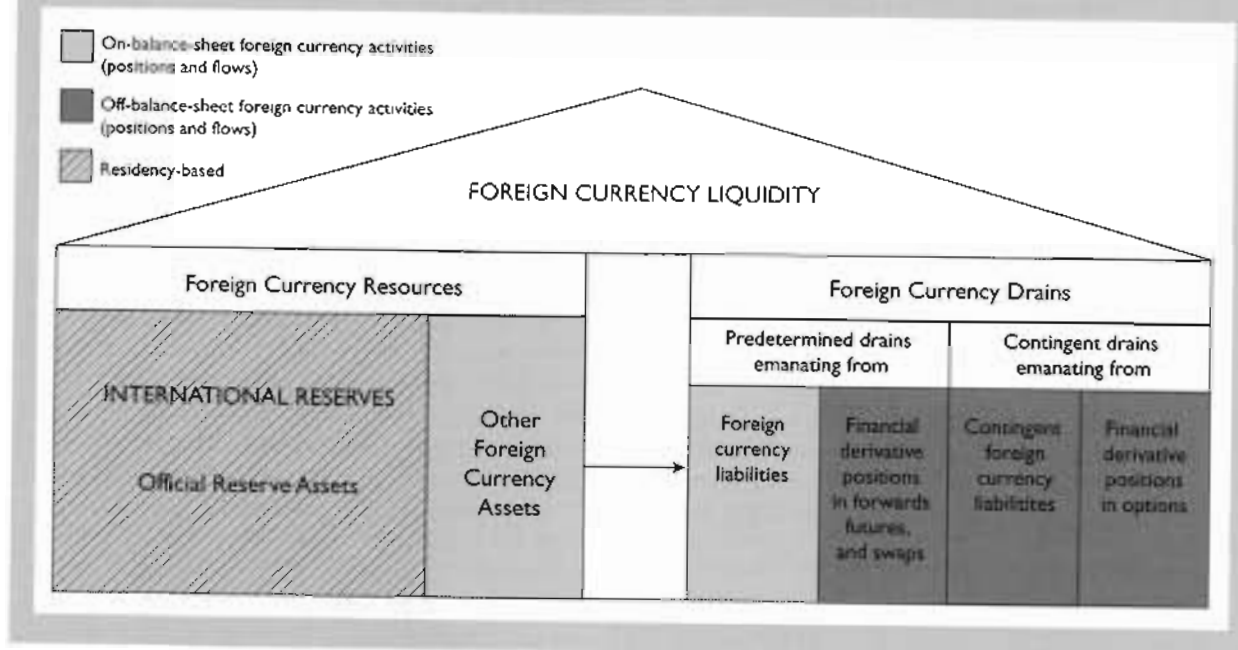 On-balance-sheet foreign currency activities
(positions and flows)
Off-balance-sheet foreign currency activities
(positions and flows)
Residency-based
FOREIGN CURRENCY LIQUIDITY
Foreign Currency Resources
Foreign Currency Drains
Predetermined drains
emanating from
Contingent drains
emanating from
INTERNATIONAL RESERVES
Official Reserve Assets
Other
Foreign
Currency
Assets
Foreign
currency
liabilities
Financial
derivative
positions
in forwards
futures,
and swaps
Contingent
foreign
currency
liabilitites
Financial
derivative
positions
in options